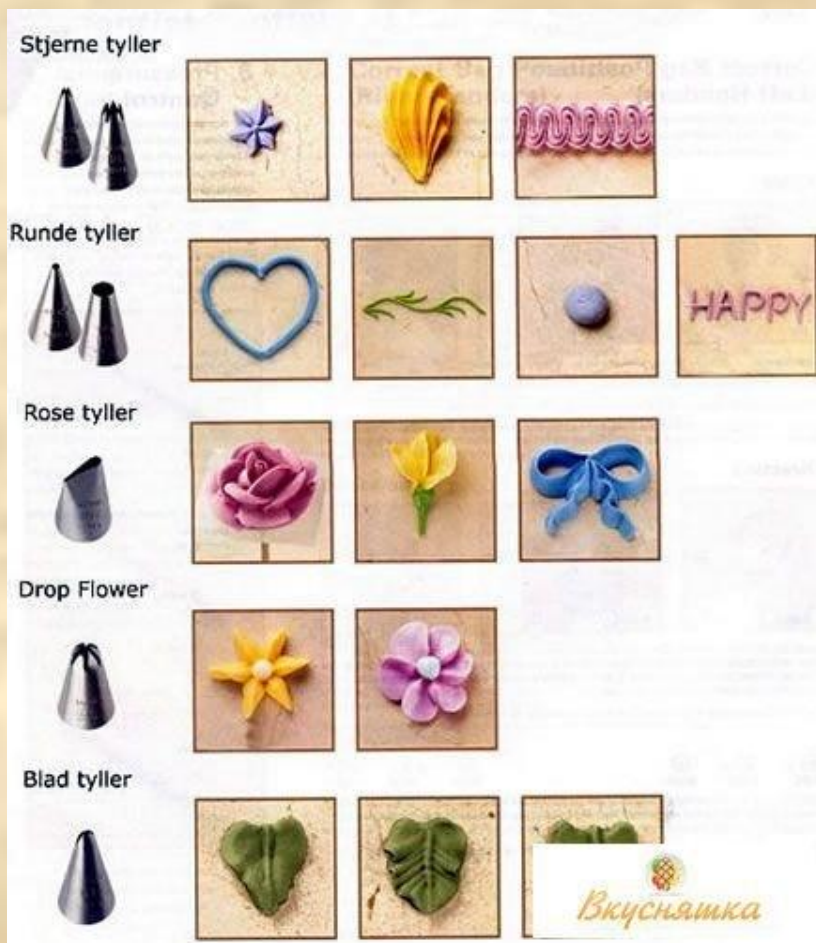 Stjerne tyller
Runde tyller
HAPPY
Rose tyller
Drop Flower
Blad tyller
Вкусняшка